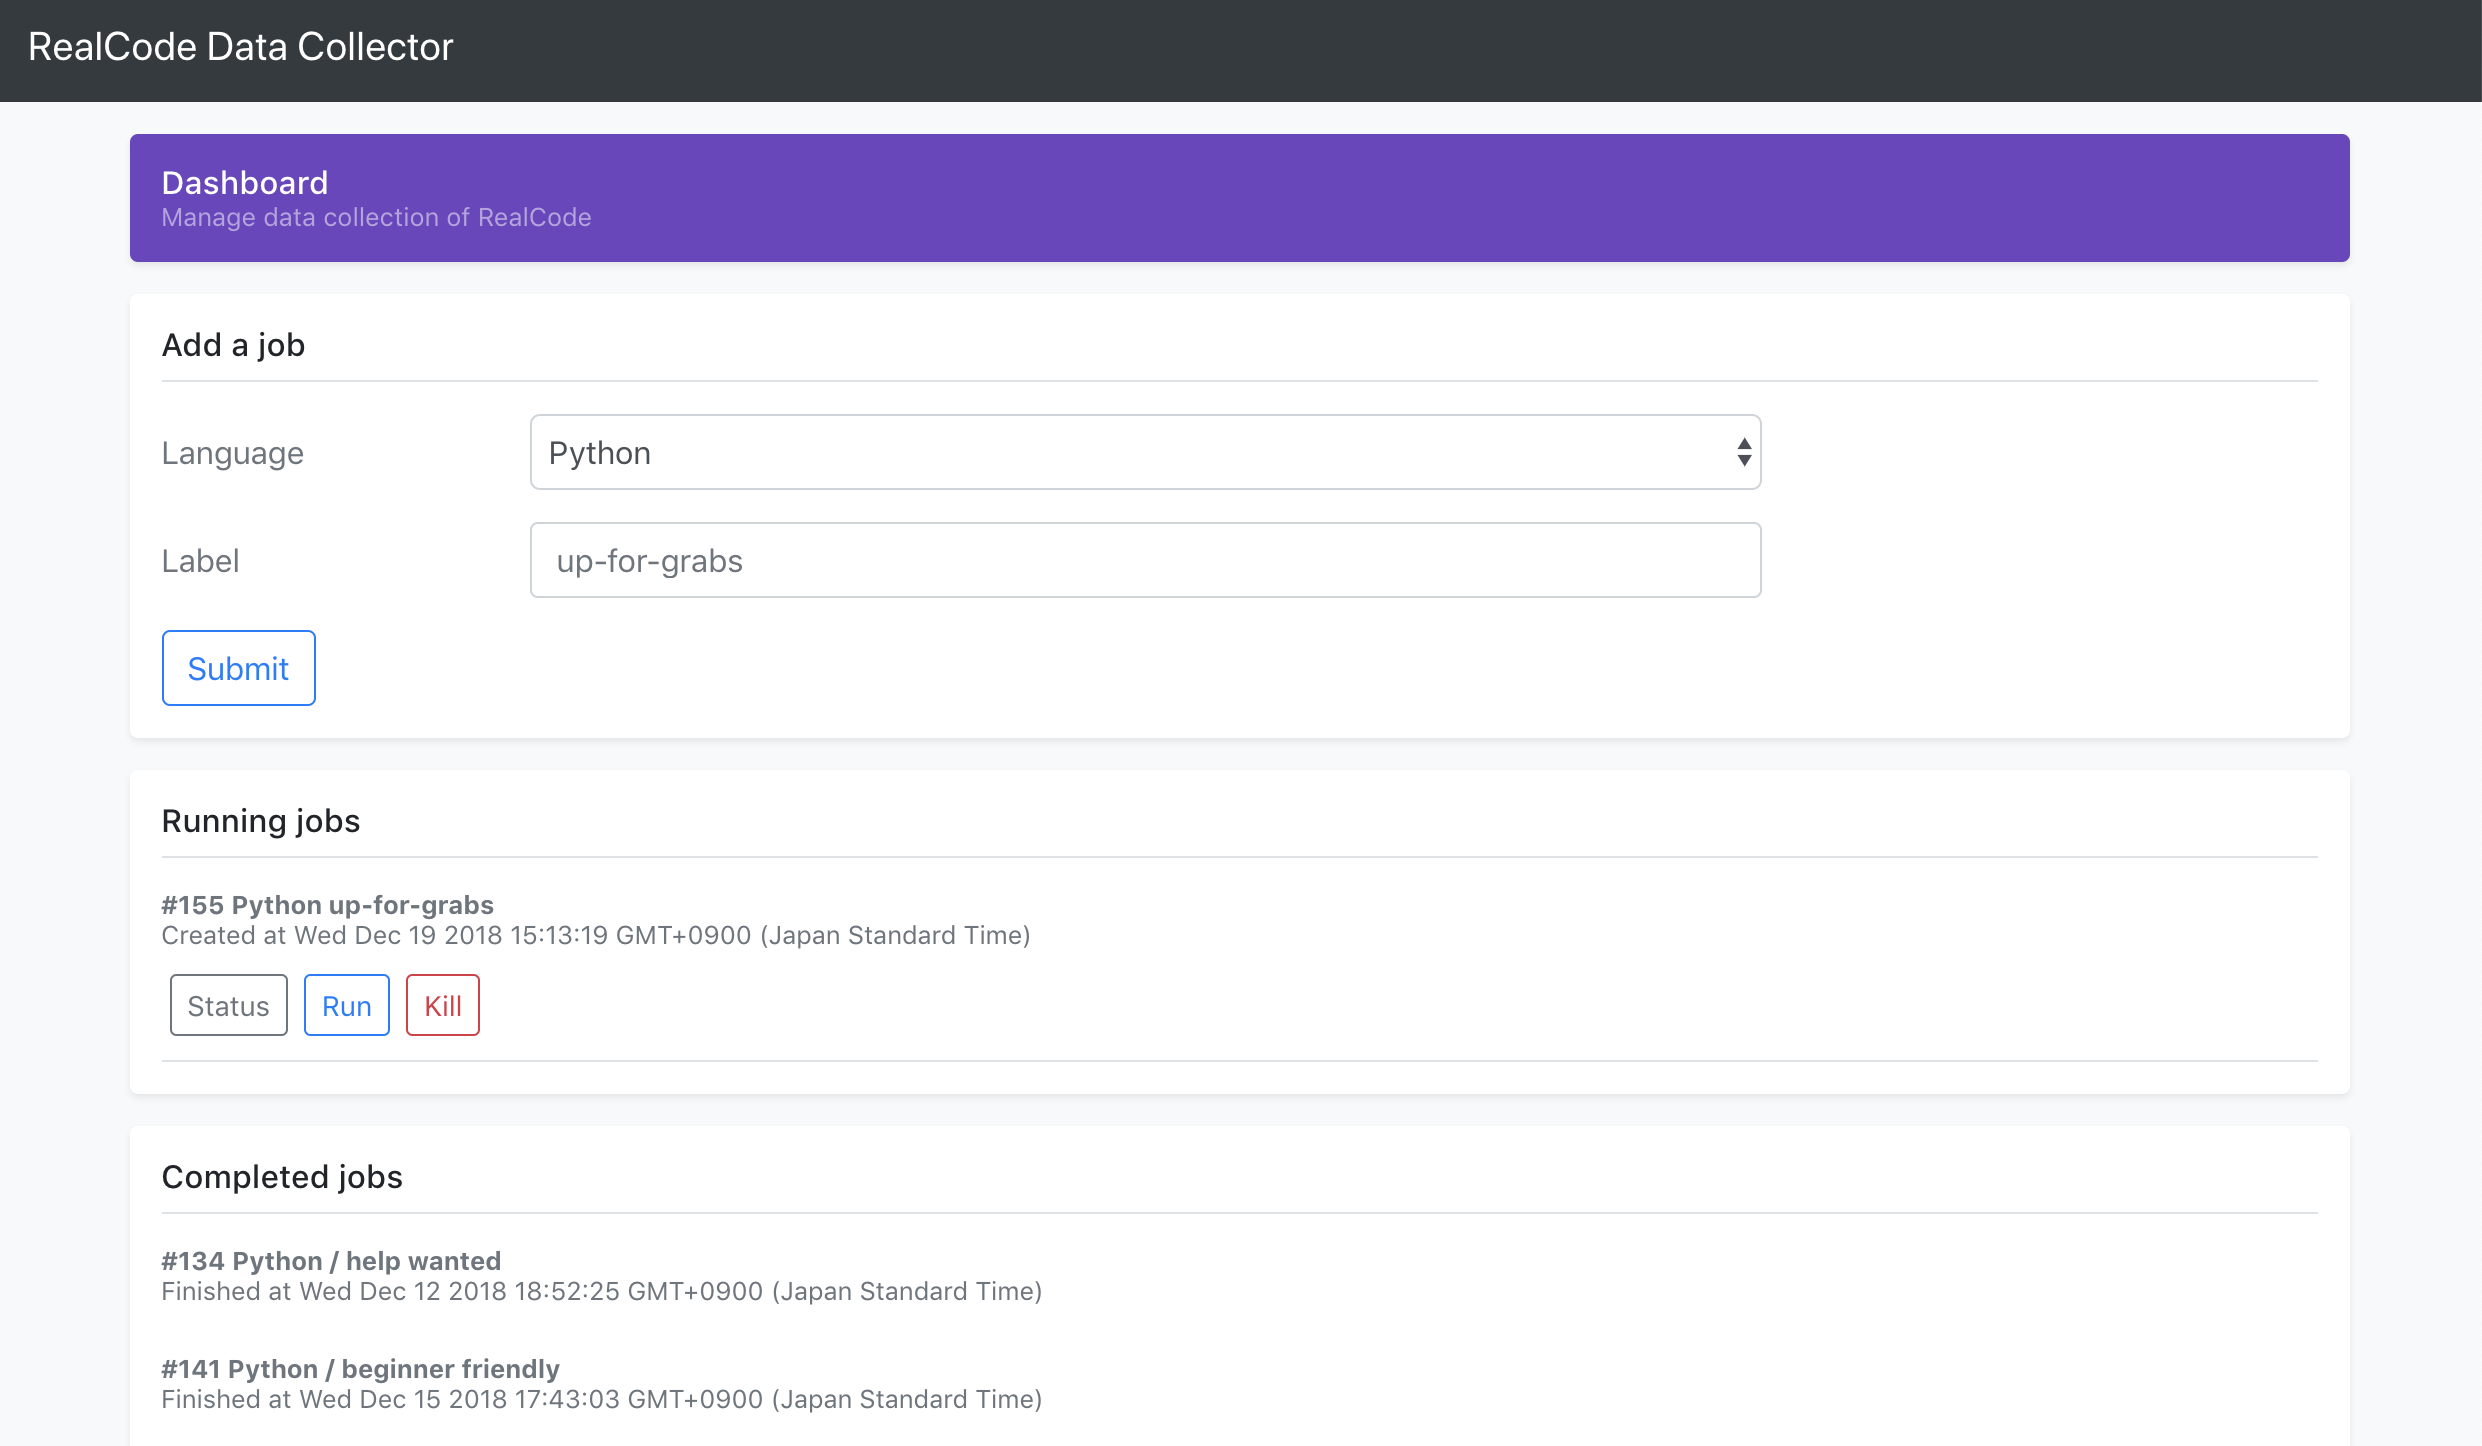 RealCode Data Collector
Dashboard
Manage data collection of RealCode
Add a job
Language
Python
Label
up-for-grabs
Submit
Running jobs
#155 Python up-for-grabs
Created at Wed Dec 19 2018 15:13:19 GMT+0900 (Japan Standard Time)
Status Run Kill
Completed jobs
#134 Python / help wanted
Finished at Wed Dec 12 2018 18:52:25 GMT+0900 (Japan Standard Time)
#141 Python / beginner friendly
Finished at Wed Dec 15 2018 17:43:03 GMT+0900 (Japan Standard Time)